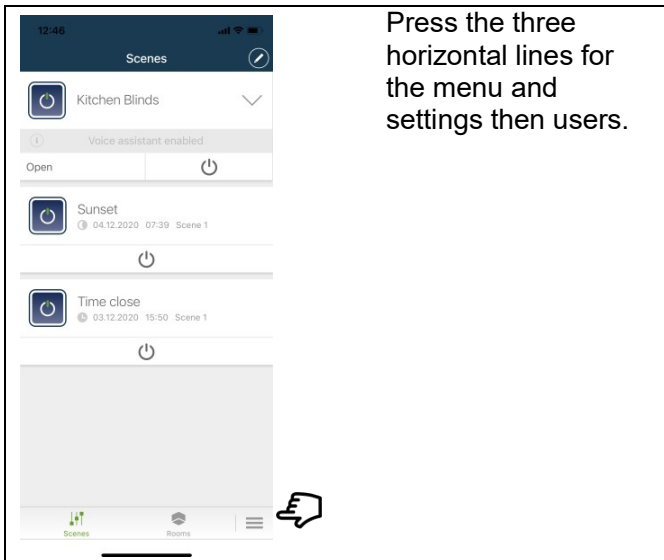 12:46
Scenes
Kitchen Blinds
Voice assistant enabled
Open
Sunset
04.12.2020 07:39 Scene 1
Time close
03.12.2020 15:50 Scene 1
Scenes
Rooms
Press the three
horizontal lines for
the menu and
settings then users.